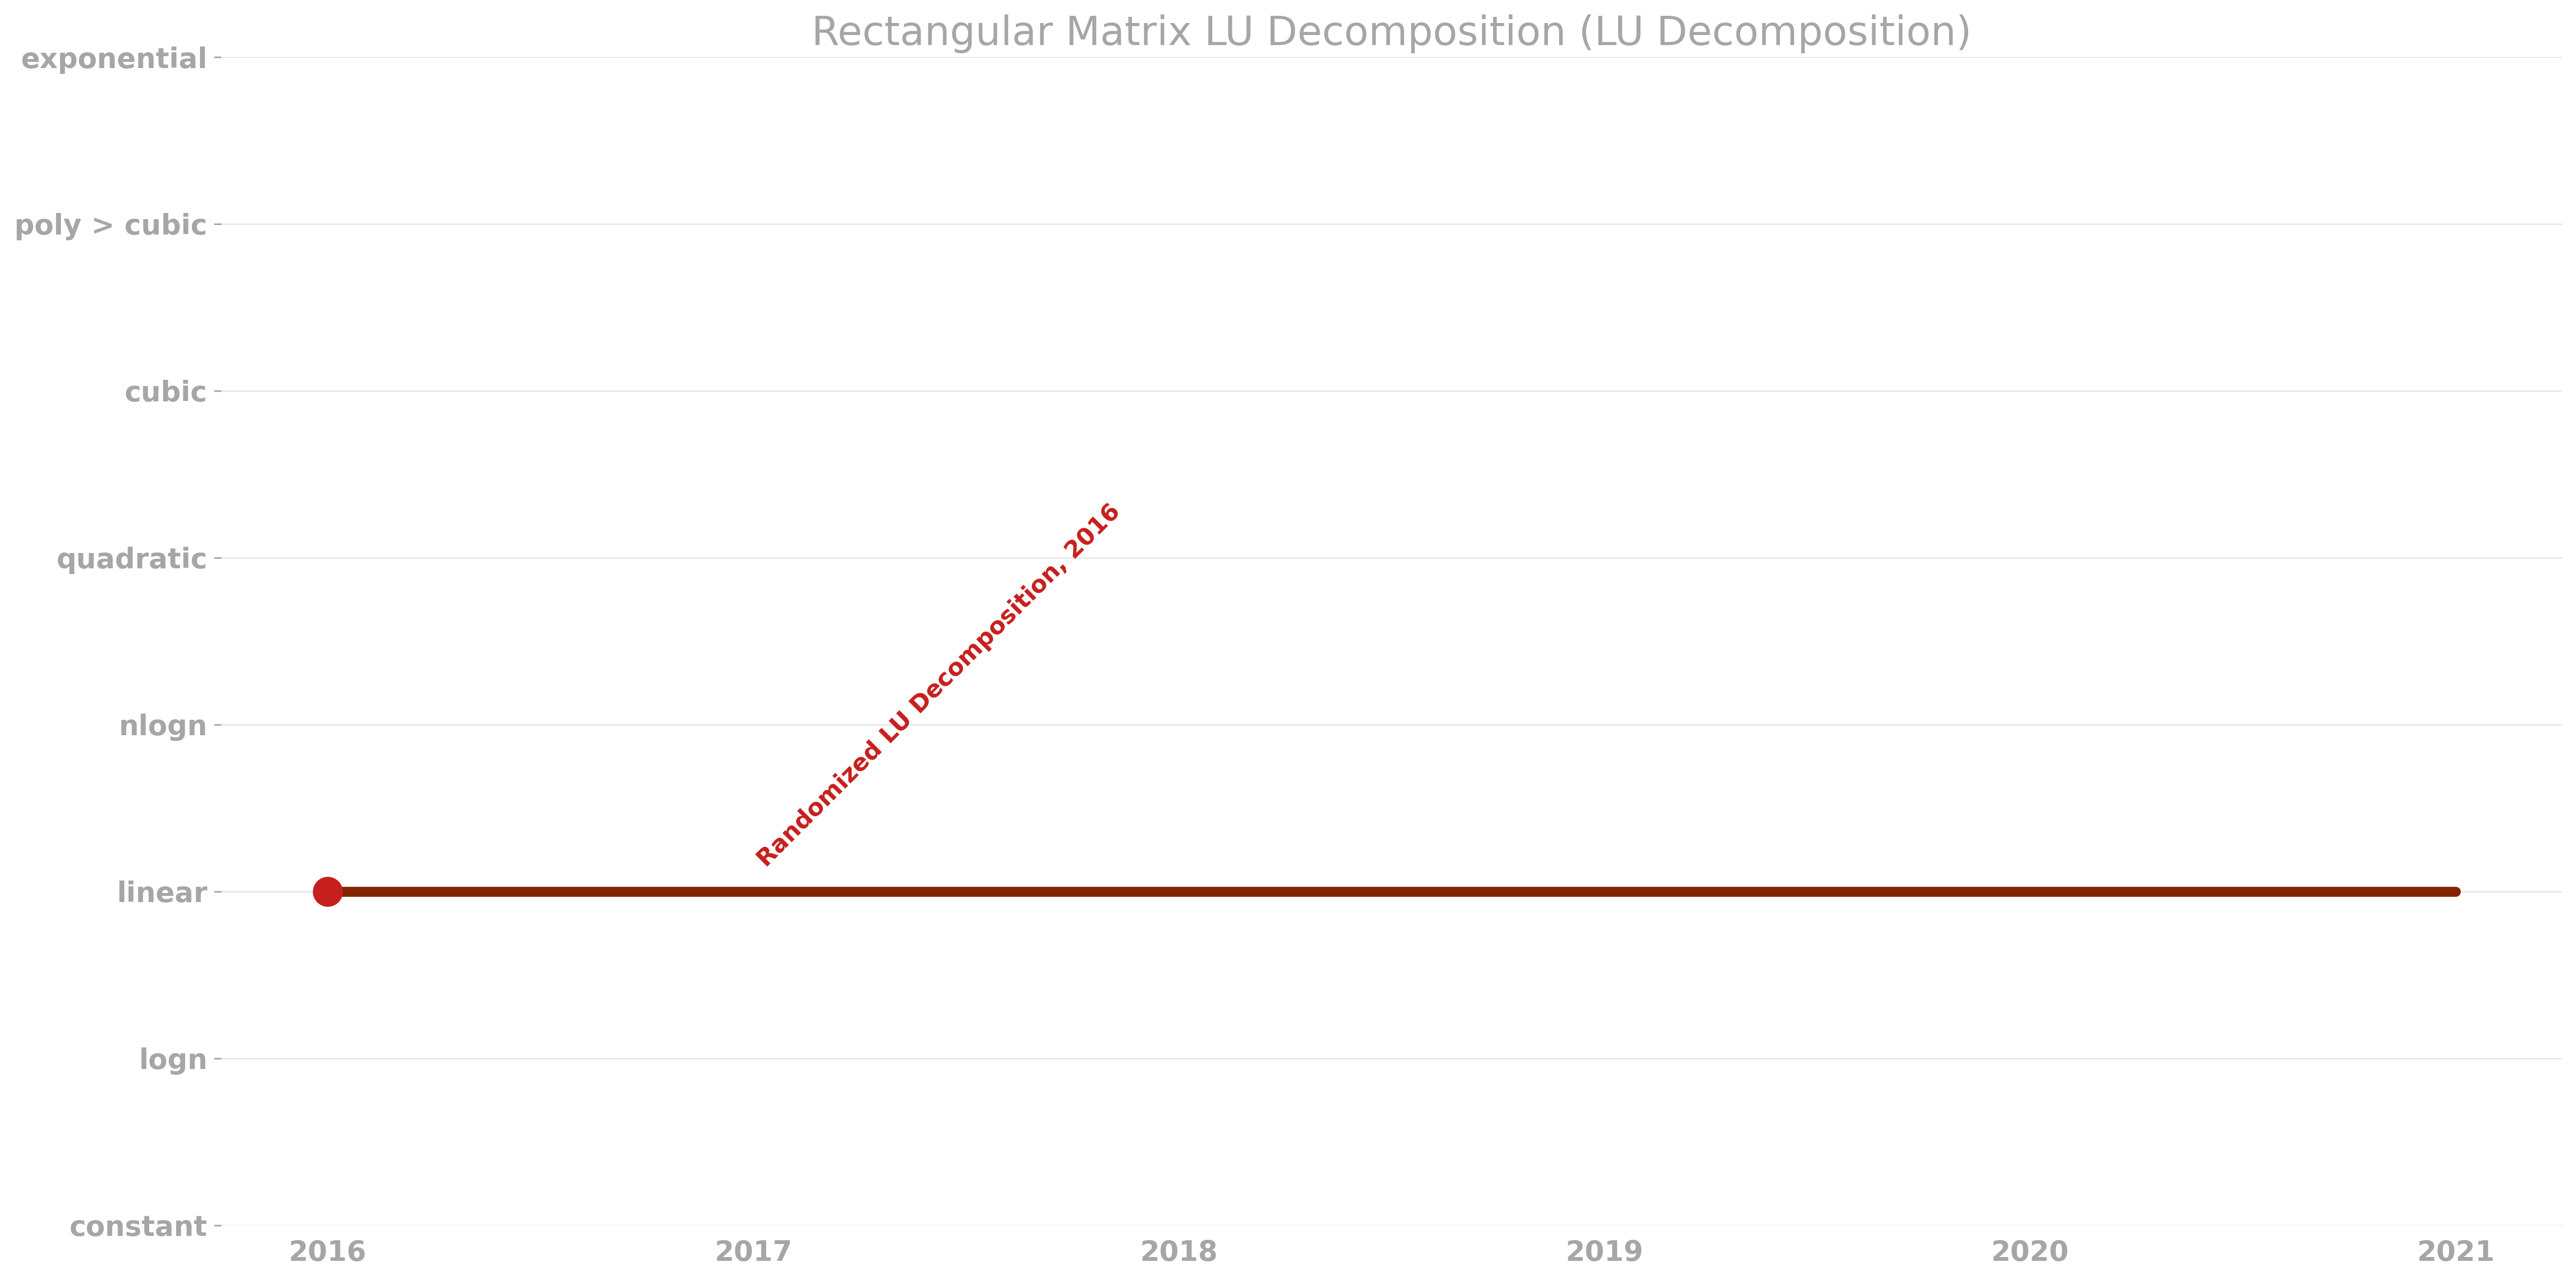 Rectangular Matrix LU Decomposition (LU Decomposition)
exponential
poly > cubic
cubic
quadratic
nlogn
linear
logn
constant
Randomized LU Decomposition, 2016
2016
2017
2018
2019
2020
2021